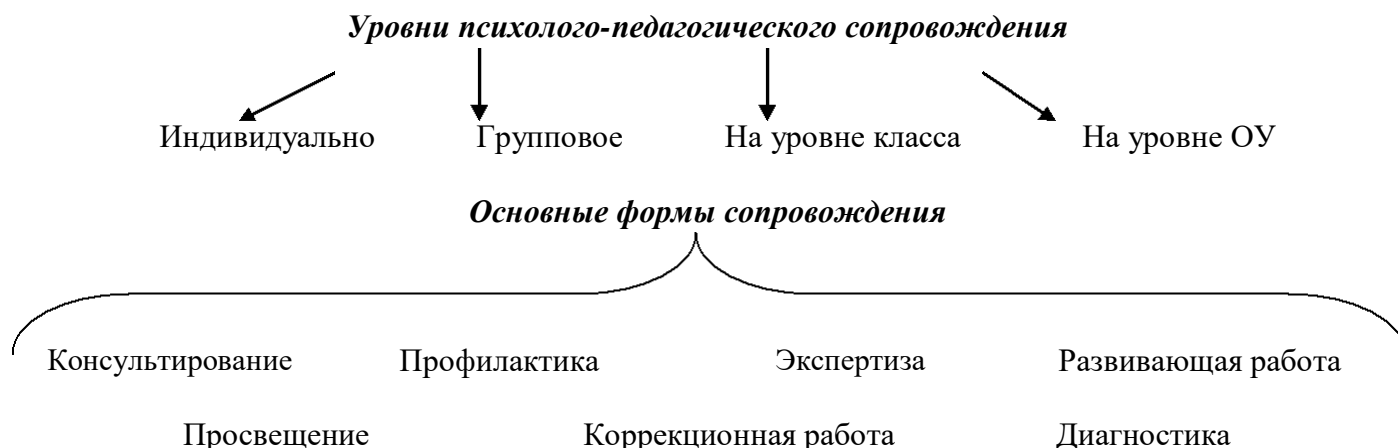 Уровни психолого-педагогического сопровождения
Индивидуально Групповое На уровне класса На уровне ОУ
Основные формы сопровождения
Консультирование Профилактика Экспертиза Развивающая работа
Просвещение Коррекционная работа Диагностика